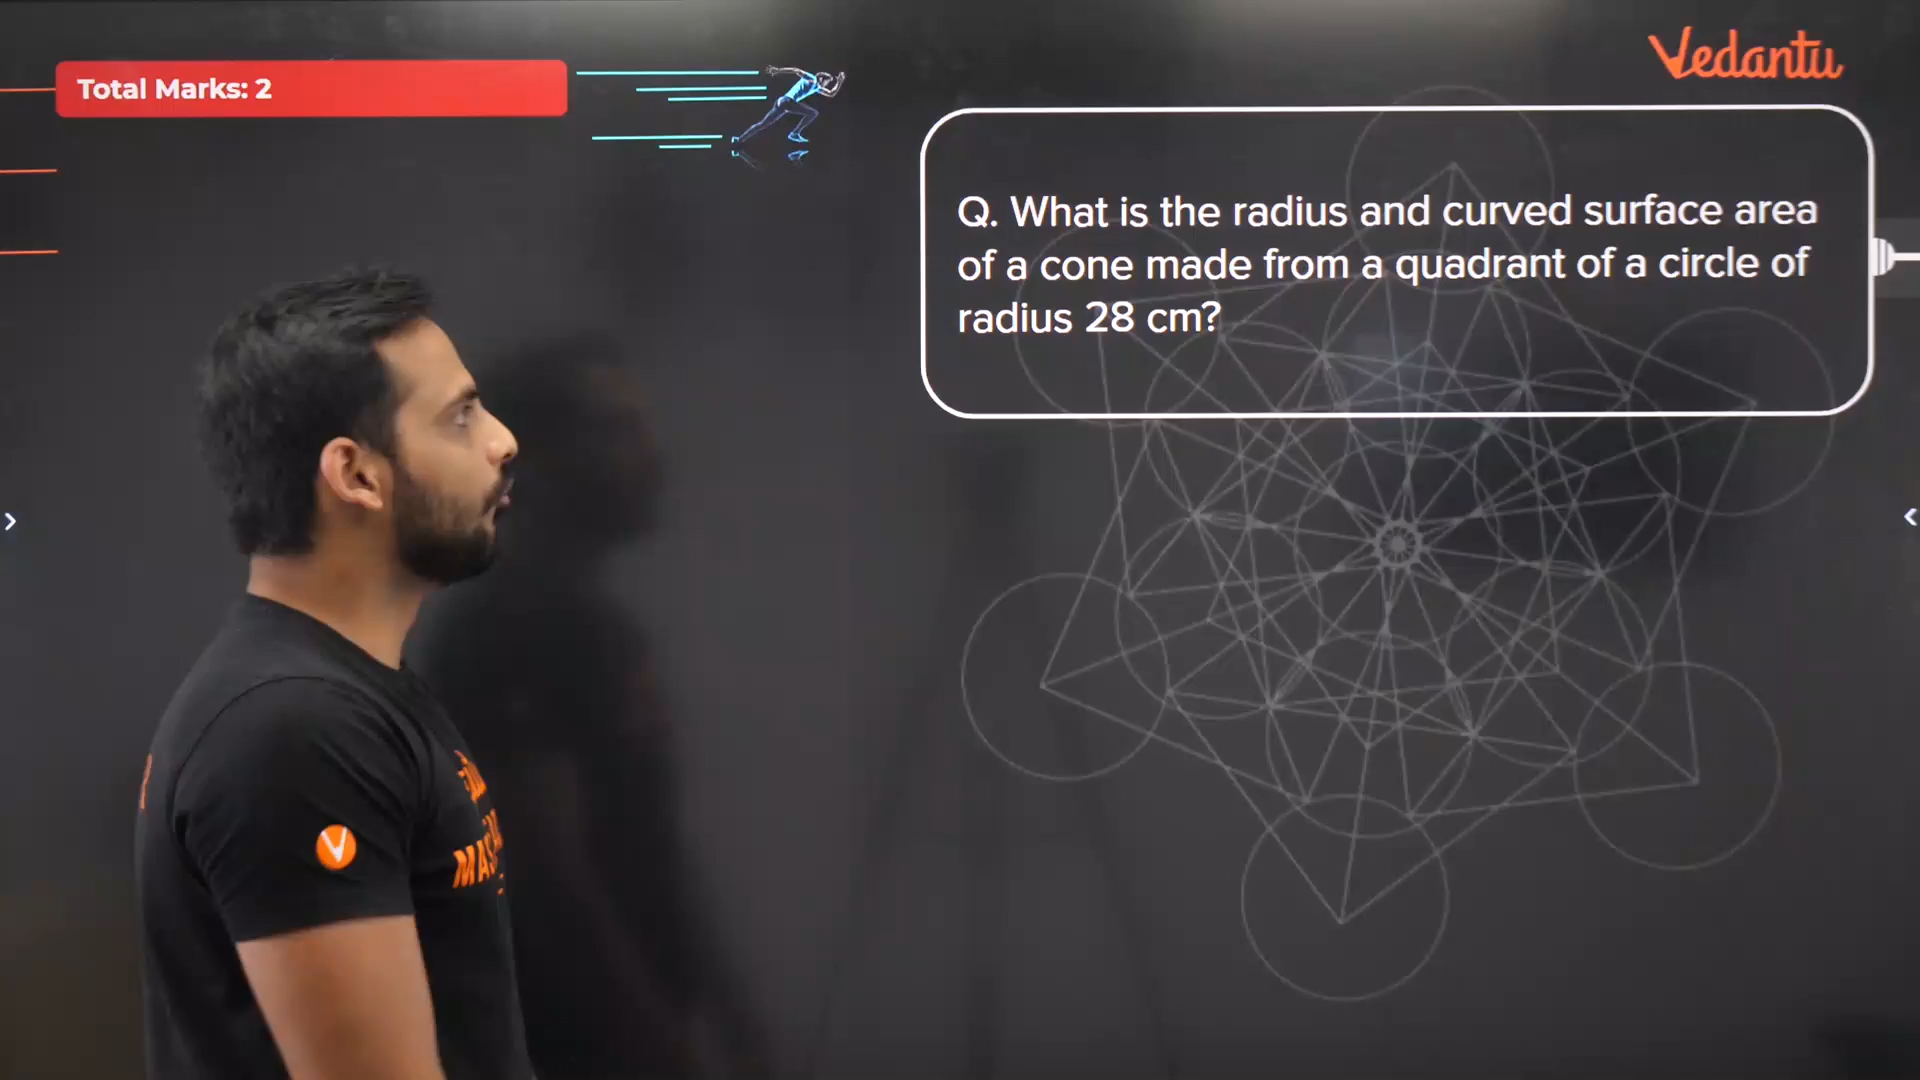 Vedantu
Total Marks: 2
Q. What is the radius and curved surface area
of a cone made from a quadrant of a circle of
radius 28 cm?